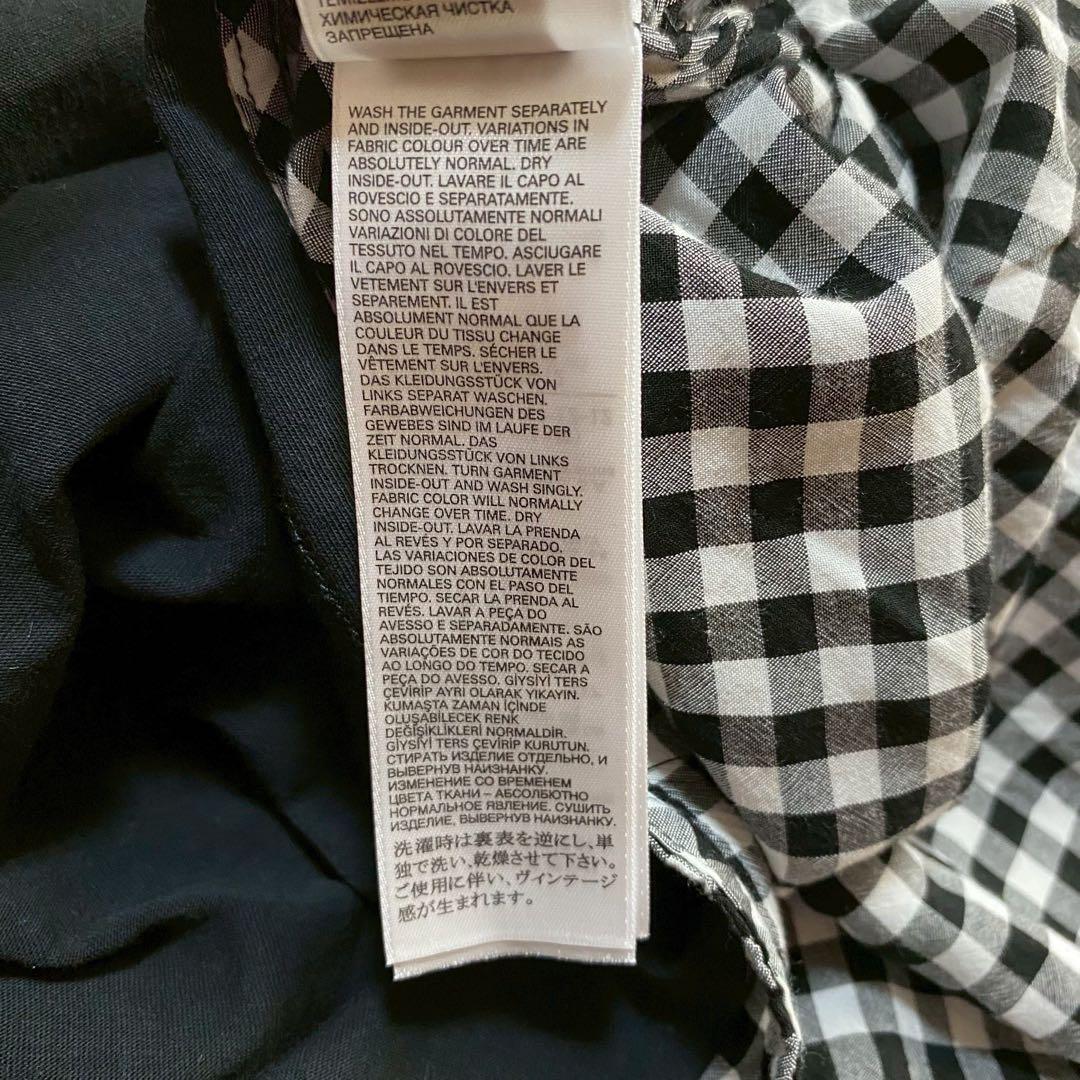 ХИМИЧЕСКАЯ ЧИСТКА
ЗАПРЕЩЕНА
WASH THE GARMENT SEPARATELY
AND INSIDE-OUT. VARIATIONS IN
FABRIC COLOUR OVER TIME ARE
ABSOLUTELY NORMAL. DRY
INSIDE-OUT. LAVARE IL CAPO AL
ROVESCIO E SEPARATAMENTE.
SONO ASSOLUTAMENTE NORMALI
VARIAZIONI DI COLORE DEL
TESSUTO NEL TEMPO. ASCIUGARE
IL CAPO AL ROVESCIO. LAVER LE
VETEMENT SUR L'ENVERS ET
SEPAREMENT. IL EST
ABSOLUMENT NORMAL QUE LA
COULEUR DU TISSU CHANGE
DANS LE TEMPS. SÉCHER LE
VÊTEMENT SUR L'ENVERS.
DAS KLEIDUNGSSTÜCK VON
LINKS SEPARAT WASCHEN.
FARBABWEICHUNGEN DES
GEWEBES SIND IM LAUFE DER
ZEIT NORMAL. DAS
KLEIDUNGSSTÜCK VON LINKS
TROCKNEN. TURN GARMENT
INSIDE-OUT AND WASH SINGLY.
FABRIC COLOR WILL NORMALLY
CHANGE OVER TIME. DRY
INSIDE-OUT. LAVAR LA PRENDA
AL REVÉS Y POR SEPARADO.
LAS VARIACIONES DE COLOR DEL
TEJIDO SON ABSOLUTAMENTE
NORMALES CON EL PASO DEL
TIEMPO. SECAR LA PRENDA AL
REVÉS. LAVAR A PEÇA DO
AVESSO E SEPARADAMENTE. SÃO
ABSOLUTAMENTE NORMAIS AS
VARIAÇÕES DE COR DO TECIDO
AO LONGO DO TEMPO. SECAR A
PEÇA DO AVESSO. GİYSİYİ TERS
ÇEVİRİP AYRI OLARAK YIKAYIN.
KUMAŞTA ZAMAN İÇİNDE
OLUŞABİLECEK RENK
DEĞİŞİKLİKLERİ NORMALDİR.
GİYSİYİ TERS ÇEVİRİP KURUTUN.
СТИРАТЬ ИЗДЕЛИЕ ОТДЕЛЬНО, И
ВЫВЕРНУВ НАИЗНАНКУ.
ИЗМЕНЕНИЕ СО ВРЕМЕНЕМ
ЦВЕТА ТКАНИ – АБСОЛЮТНО
НОРМАЛЬНОЕ ЯВЛЕНИЕ. СУШИТЬ
ИЗДЕЛИЕ, ВЫВЕРНУВ НАИЗНАНКУ.
洗濯時は裏表を逆にし、単
独で洗い、乾燥させて下さい。
ご使用に伴い、ヴィンテージ
感が生まれます。